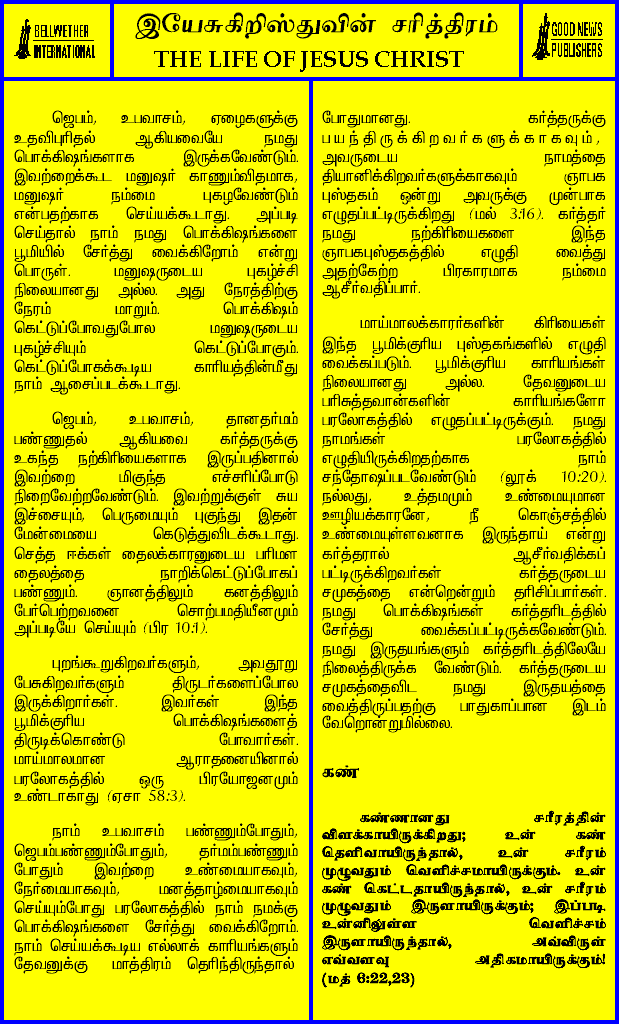 BELLWETHER
INTERNATIONAL
இயேசுகிறிஸ்துவின் சரித்திரம்
THE LIFE OF JESUS CHRIST
GOOD NEWS
PUBLISHERS
ஜெபம், உபவாசம், ஏழைகளுக்கு
உதவிபுரிதல் ஆகியவையே நமது
பொக்கிஷங்களாக இருக்கவேண்டும்.
இவற்றைக்கூட மனுஷர் காணும்விதமாக,
மனுஷர் நம்மை புகழவேண்டும்
என்பதற்காக செய்யக்கூடாது. அப்படி
செய்தால் நாம் நமது பொக்கிஷங்களை
பூமியில் சேர்த்து வைக்கிறோம் என்று
பொருள். மனுஷருடைய புகழ்ச்சி
நிலையானது அல்ல. அது நேரத்திற்கு
நேரம் மாறும். பொக்கிஷம்
கெட்டுப்போவதுபோல மனுஷருடைய
புகழ்ச்சியும் கெட்டுப்போகும்.
கெட்டுப்போகக்கூடிய காரியத்தின்மீது
நாம் ஆசைப்படக்கூடாது.
ஜெபம், உபவாசம், தானதர்மம்
பண்ணுதல் ஆகியவை கர்த்தருக்கு
உகந்த நற்கிரியைகளாக இருப்பதினால்
இவற்றை மிகுந்த எச்சரிப்போடு
நிறைவேற்றவேண்டும். இவற்றுக்குள் சுய
இச்சையும், பெருமையும் புகுந்து இதன்
மேன்மையை கெடுத்துவிடக்கூடாது.
செத்த ஈக்கள் தைலக்காரனுடைய பரிமள
தைலத்தை நாறிக்கெட்டுப்போகப்
பண்ணும். ஞானத்திலும் கனத்திலும்
பேர்பெற்றவனை சொற்பமதியீனமும்
அப்படியே செய்யும் (பிர 10:1).
புறங்கூறுகிறவர்களும், அவதூறு
பேசுகிறவர்களும் திருடர்களைப்போல
இருக்கிறார்கள். இவர்கள் இந்த
பூமிக்குரிய பொக்கிஷங்களைத்
திருடிக்கொண்டு போவார்கள்.
மாய்மாலமான ஆராதனையினால்
பரலோகத்தில் ஒரு பிரயோஜனமும்
உண்டாகாது (ஏசா 58:3).
நாம் உபவாசம் பண்ணும்போதும்,
ஜெபம்பண்ணும்போதும், தர்மம்பண்ணும்
போதும் இவற்றை உண்மையாகவும்,
நேர்மையாகவும், மனத்தாழ்மையாகவும்
செய்யும்போது பரலோகத்தில் நாம் நமக்கு
பொக்கிஷங்களை சேர்த்து வைக்கிறோம்.
நாம் செய்யக்கூடிய எல்லாக் காரியங்களும்
தேவனுக்கு மாத்திரம் தெரிந்திருந்தால்
போதுமானது. கர்த்தருக்கு
பயந்திருக்கிறவர்களுக்காகவும்,
அவருடைய நாமத்தை
தியானிக்கிறவர்களுக்காகவும் ஞாபக
புஸ்தகம் ஒன்று அவருக்கு முன்பாக
எழுதப்பட்டிருக்கிறது (மல் 3:16). கர்த்தர்
நமது நற்கிரியைகளை இந்த
ஞாபகபுஸ்தகத்தில் எழுதி வைத்து
அதற்கேற்ற பிரகாரமாக நம்மை
ஆசீர்வதிப்பார்.
மாய்மாலக்காரர்களின் கிரியைகள்
இந்த பூமிக்குரிய புஸ்தகங்களில் எழுதி
வைக்கப்படும். பூமிக்குரிய காரியங்கள்
நிலையானது அல்ல. தேவனுடைய
பரிசுத்தவான்களின் காரியங்களோ
பரலோகத்தில் எழுதப்பட்டிருக்கும். நமது
நாமங்கள் பரலோகத்தில்
எழுதியிருக்கிறதற்காக நாம்
சந்தோஷப்படவேண்டும் (லூக் 10:20).
நல்லது, உத்தமமும் உண்மையுமான
ஊழியக்காரனே, நீ கொஞ்சத்தில்
உண்மையுள்ளவனாக இருந்தாய் என்று
கர்த்தரால் ஆசீர்வதிக்கப்
பட்டிருக்கிறவர்கள் கர்த்தருடைய
சமுகத்தை என்றென்றும் தரிசிப்பார்கள்.
நமது பொக்கிஷங்கள் கர்த்தரிடத்தில்
சேர்த்து வைக்கப்பட்டிருக்கவேண்டும்.
நமது இருதயங்களும் கர்த்தரிடத்திலேயே
நிலைத்திருக்க வேண்டும். கர்த்தருடைய
சமுகத்தைவிட நமது இருதயத்தை
வைத்திருப்பதற்கு பாதுகாப்பான இடம்
வேறொன்றுமில்லை.
கண்
கண்ணானது சரீரத்தின்
விளக்காயிருக்கிறது; உன் கண்
தெளிவாயிருந்தால், உன் சரீரம்
முழுவதும் வெளிச்சமாயிருக்கும். உன்
கண் கெட்டதாயிருந்தால், உன் சரீரம்
முழுவதும் இருளாயிருக்கும்; இப்படி
உன்னிலுள்ள வெளிச்சம்
இருளாயிருந்தால், அவ்விருள்
எவ்வளவு அதிகமாயிருக்கும்!
(மத் 6:22,23)